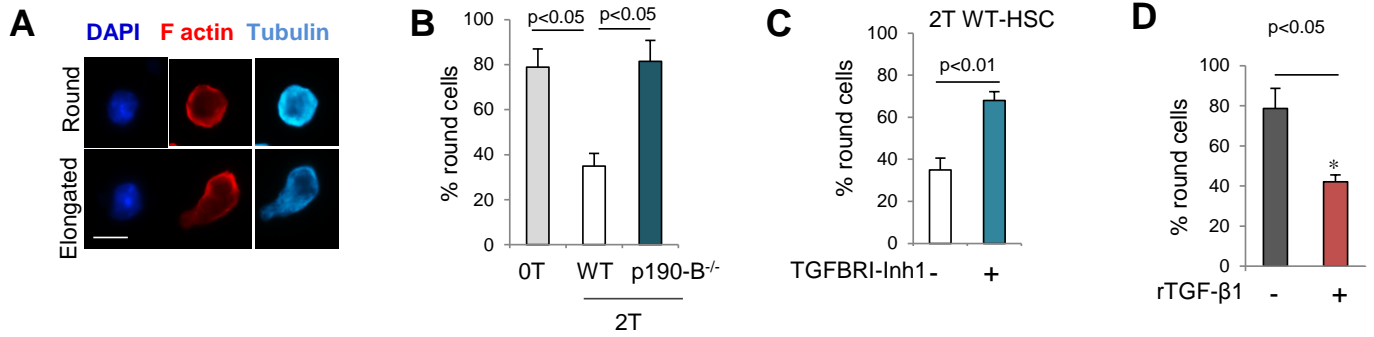 A
DAPI F actin Tubulin
Round
Elongated
B
p<0.05 p<0.05
% round cells
100
80
60
40
20
0
0T WT p190-B-/-
2T
C
2T WT-HSC
p<0.01
% round cells
100
80
60
40
20
0
TGFBRI-Inh1 - +
D
p<0.05
% round cells
100
80
60
40
20
0
*
rTGF-β1 - +